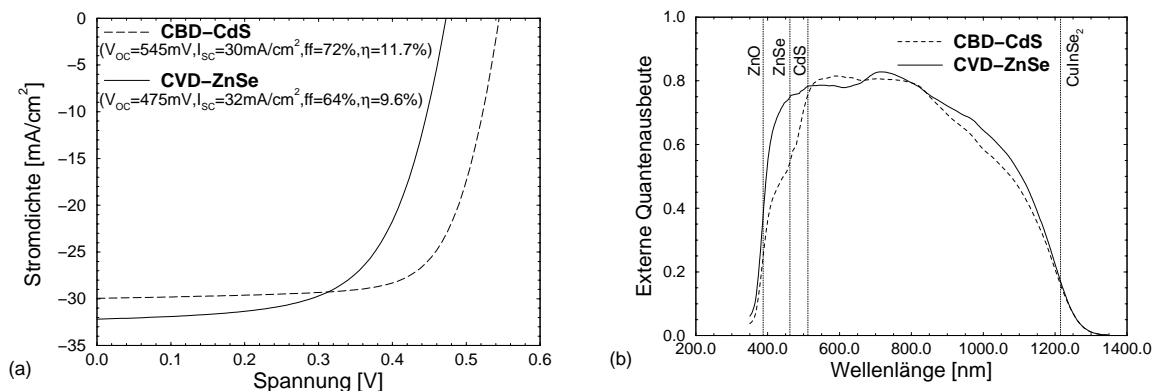 0
−5
−10
−15
−20
−25
−30
−35
Stromdichte [mA/cm²]
CBD−CdS
(V_OC=545mV,I_SC=30mA/cm²,ff=72%,η=11.7%)
CVD−ZnSe
(V_OC=475mV,I_SC=32mA/cm²,ff=64%,η=9.6%)
0.0 0.1 0.2 0.3 0.4 0.5 0.6
Spannung [V]
(a)
1.0
0.8
0.6
0.4
0.2
0.0
Externe Quantenausbeute
ZnO
ZnSe
CdS
CBD−CdS
CVD−ZnSe
CuInSe₂
200.0 400.0 600.0 800.0 1000.0 1200.0 1400.0
Wellenlänge [nm]
(b)